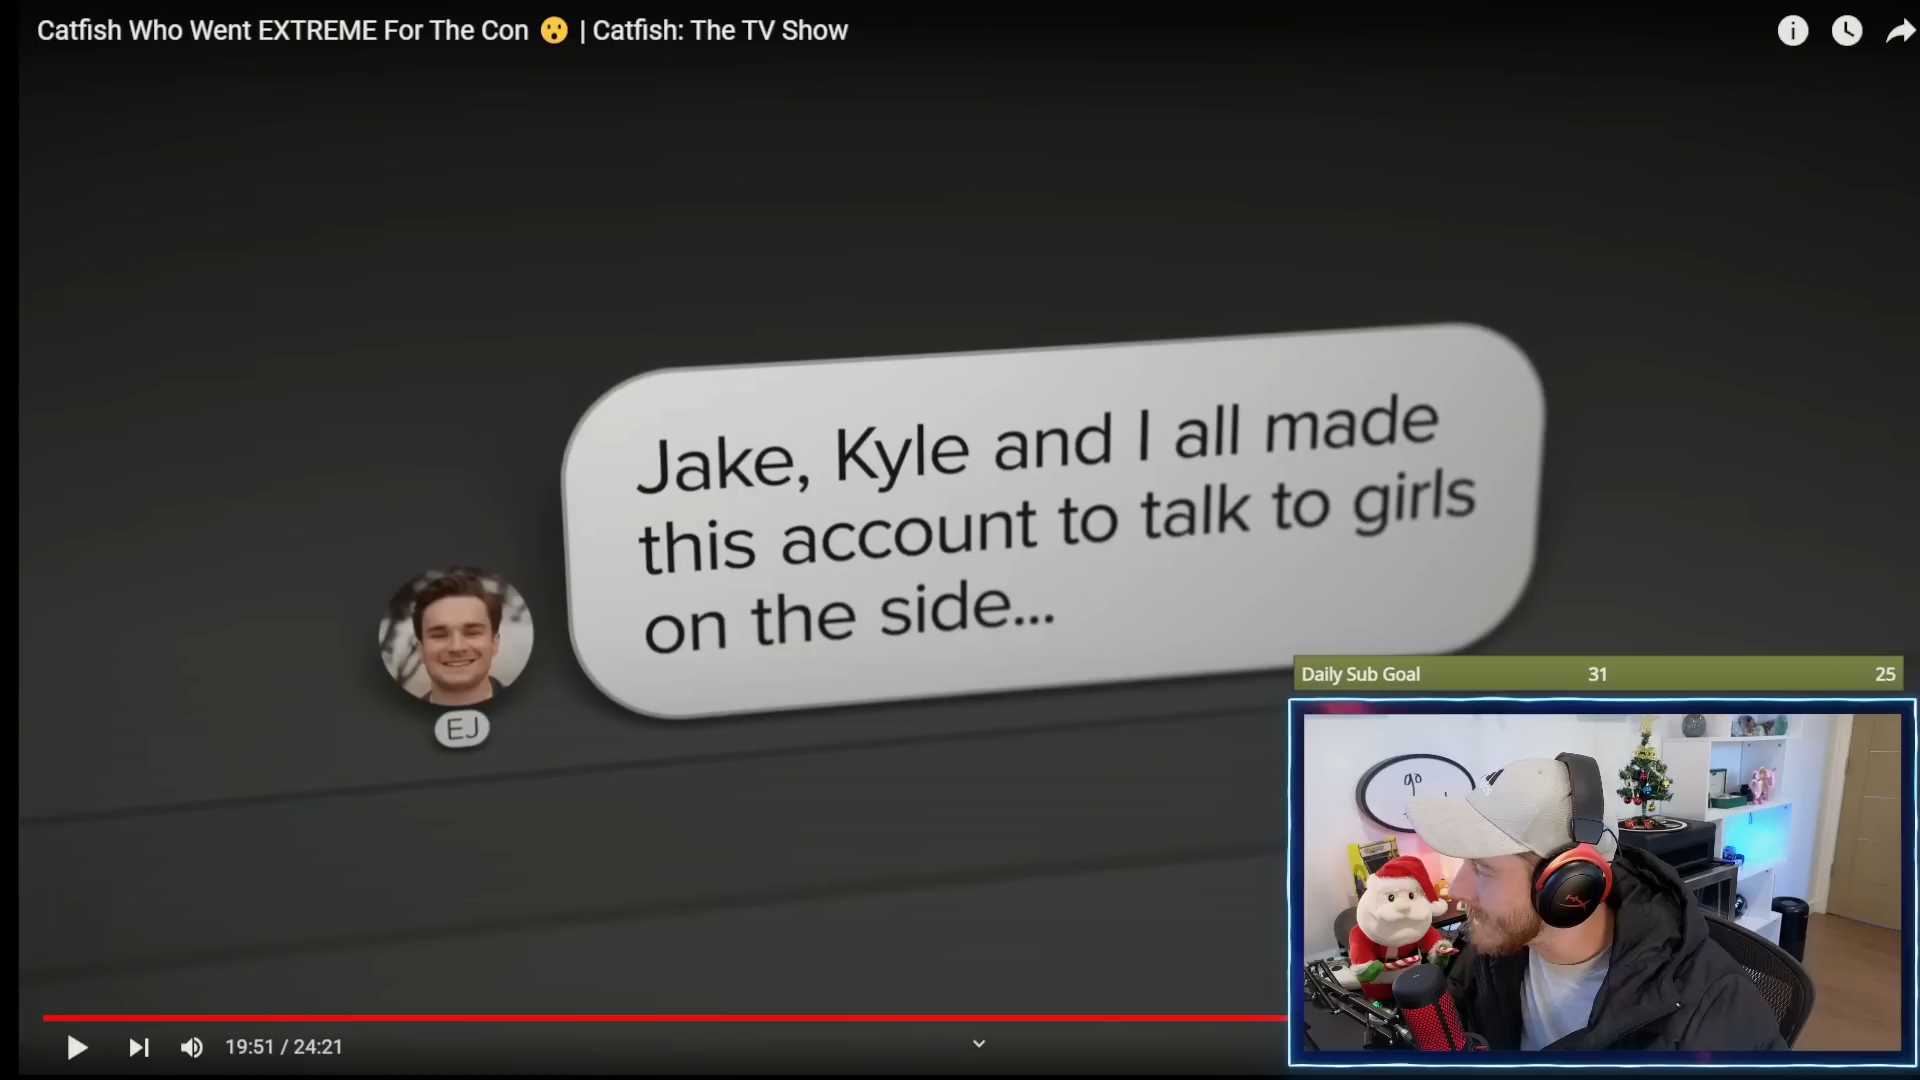 Catfish Who Went EXTREME For The Con 😮 | Catfish: The TV Show
Jake, Kyle and I all made
this account to talk to girls
on the side...
EJ
Daily Sub Goal 31 25
go
19:51 / 24:21